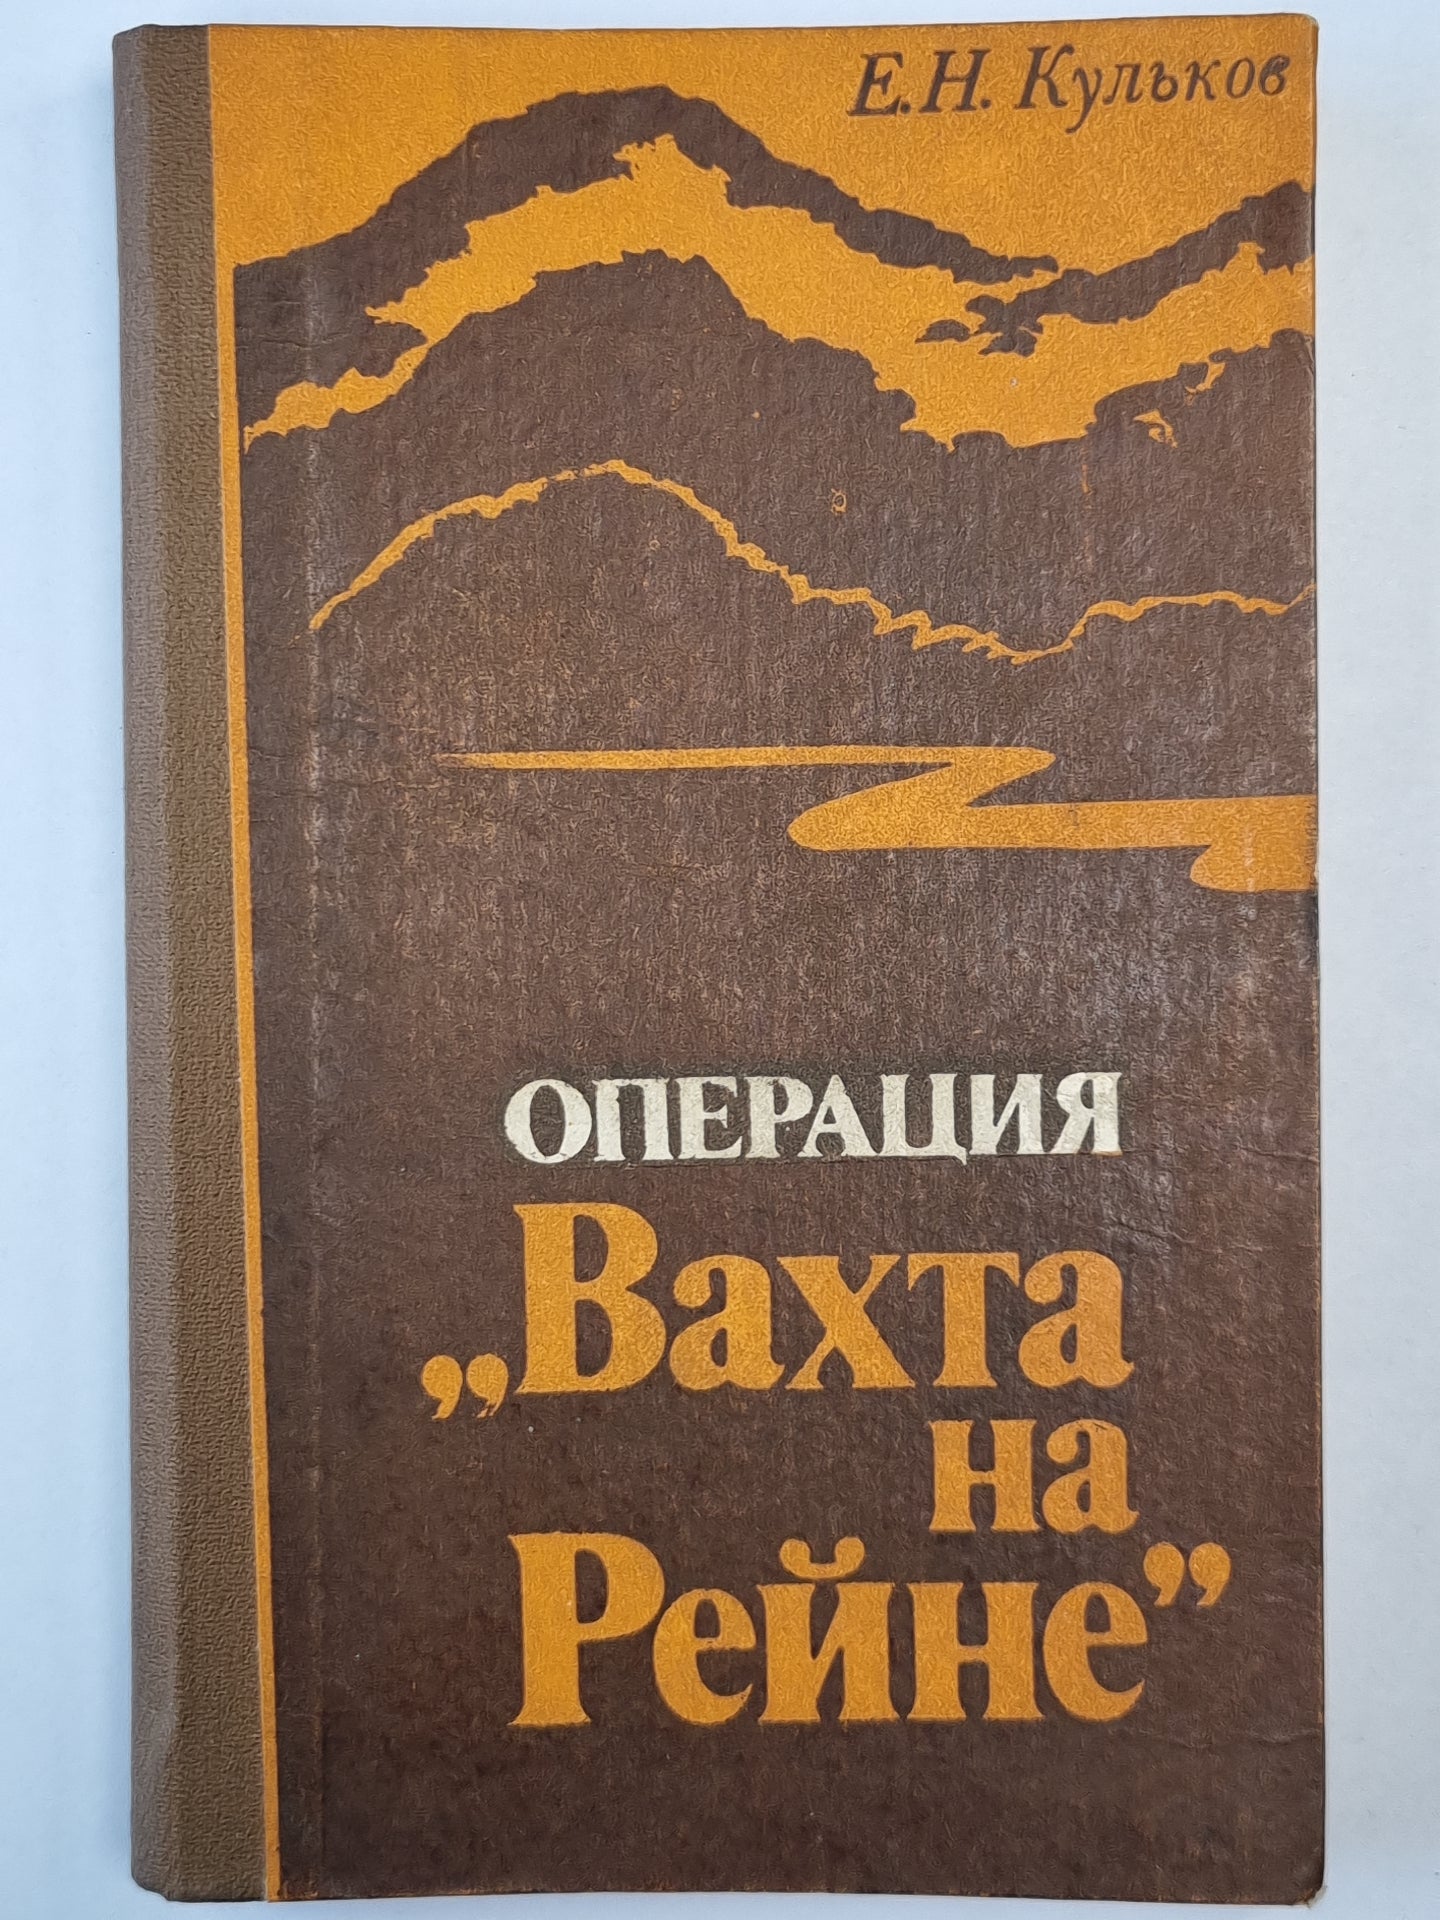 Е.Н. Кульков
ОПЕРАЦИЯ
„Вахта
на
Рейне”